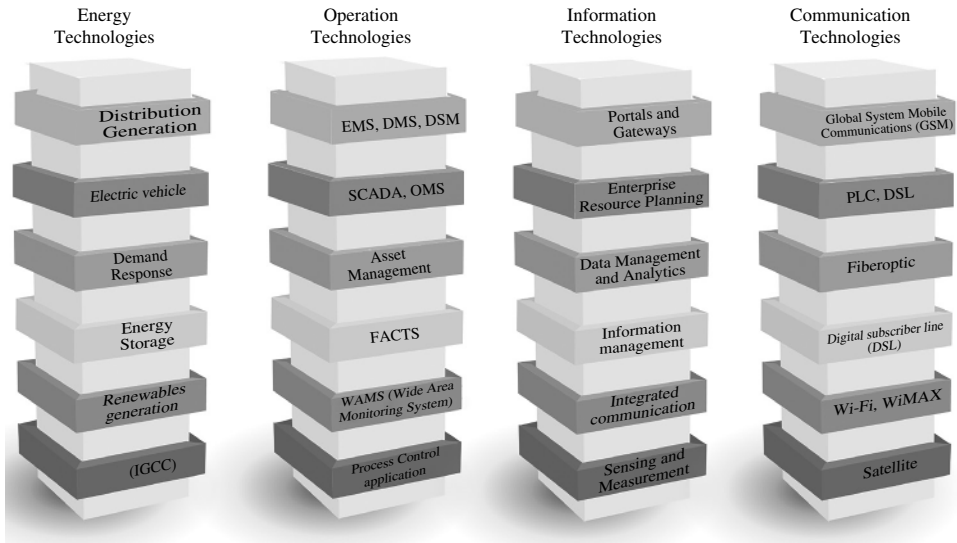 Energy
Technologies
Distribution
Generation
Electric vehicle
Demand
Response
Energy
Storage
Renewables
generation
(IGCC)
Operation
Technologies
EMS, DMS, DSM
SCADA, OMS
Asset
Management
FACTS
WAMS (Wide Area
Monitoring System)
Process Control
application
Information
Technologies
Portals and
Gateways
Enterprise
Resource Planning
Data Management
and Analytics
Information
management
Integrated
communication
Sensing and
Measurement
Communication
Technologies
Global System Mobile
Communications (GSM)
PLC, DSL
Fiberoptic
Digital subscriber line
(DSL)
Wi-Fi, WiMAX
Satellite